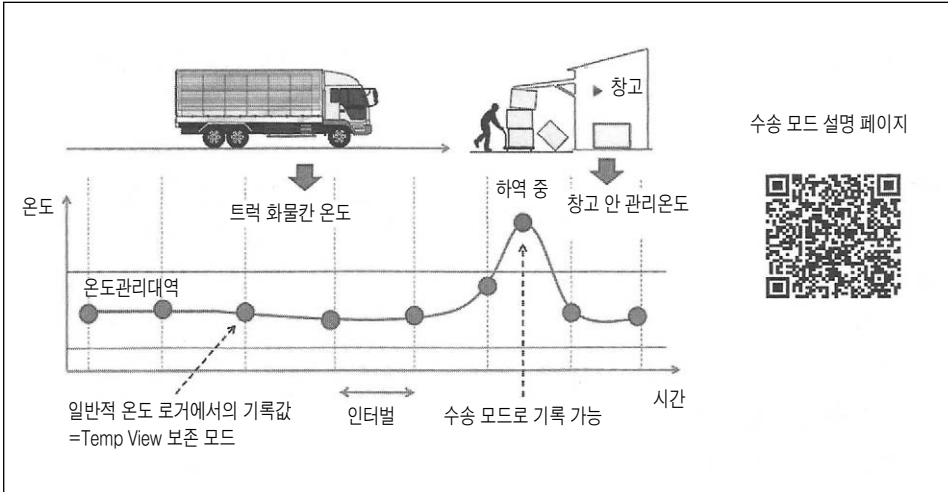 창고
수송 모드 설명 페이지
하역 중
온도
트럭 화물칸 온도
창고 안 관리온도
온도관리대역
시간
일반적 온도 로거에서의 기록값
=Temp View 보존 모드
인터벌
수송 모드로 기록 가능